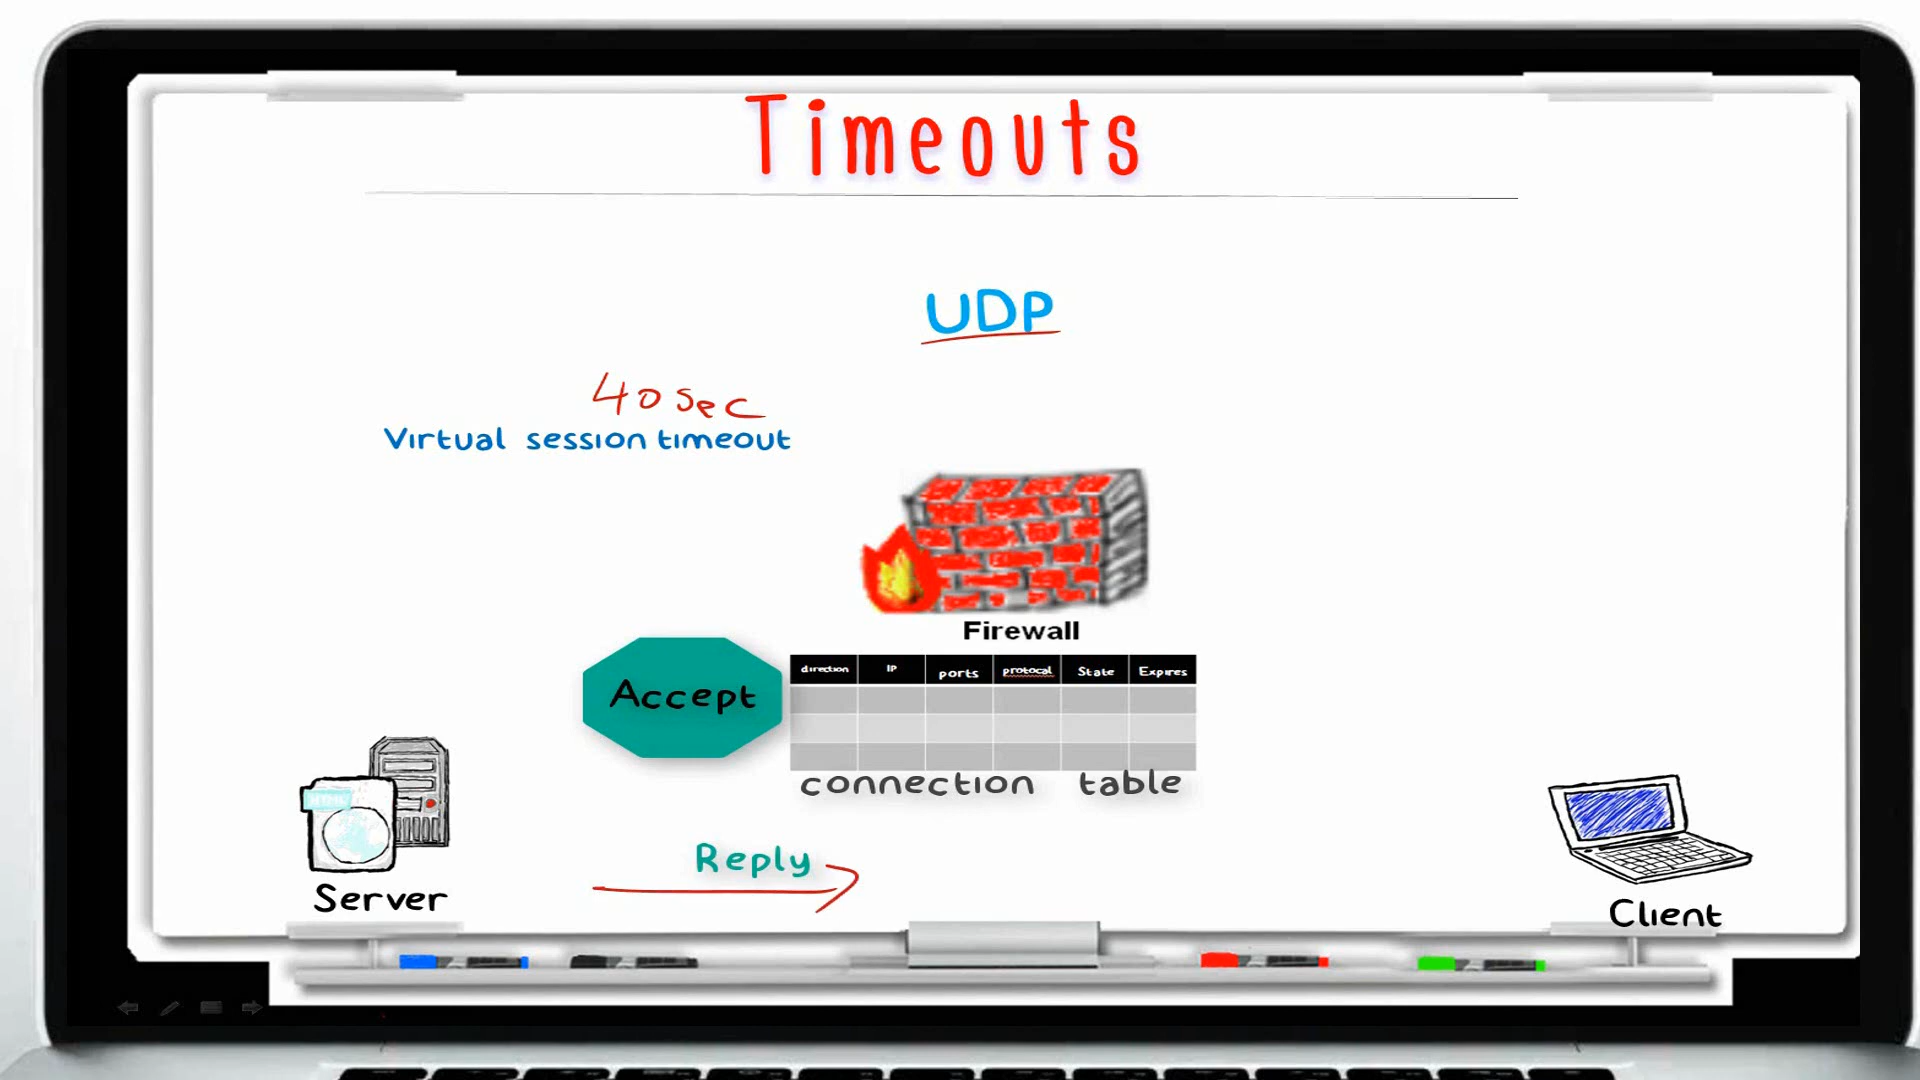 Timeouts
UDP
40 sec
Virtual session timeout
Firewall
Accept
direction IP ports protocal State Expires
connection table
HTML
Reply
Server
Client